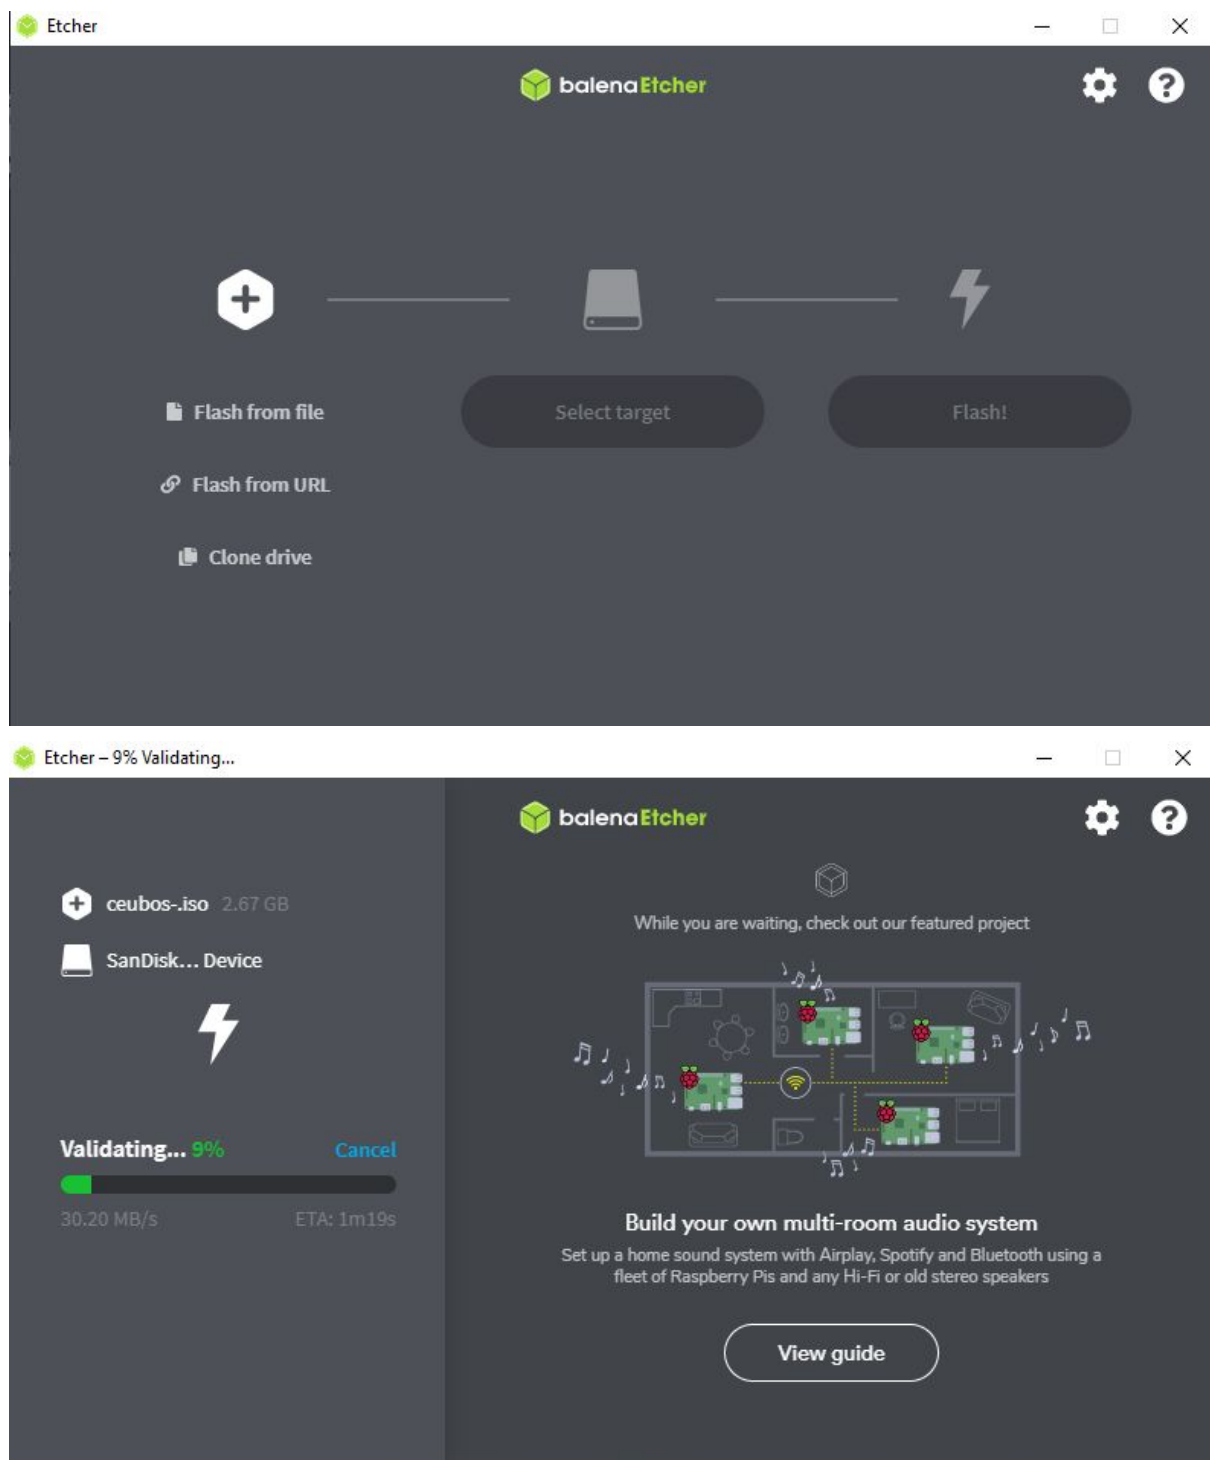 Etcher
balenaEtcher
Flash from file
Select target
Flash!
Flash from URL
Clone drive
Etcher – 9% Validating...
balenaEtcher
ceubos-.iso 2.67 GB
While you are waiting, check out our featured project
SanDisk... Device
Validating... 9%
Cancel
30.20 MB/s
ETA: 1m19s
Build your own multi-room audio system
Set up a home sound system with Airplay, Spotify and Bluetooth using a
fleet of Raspberry Pis and any Hi-Fi or old stereo speakers
View guide